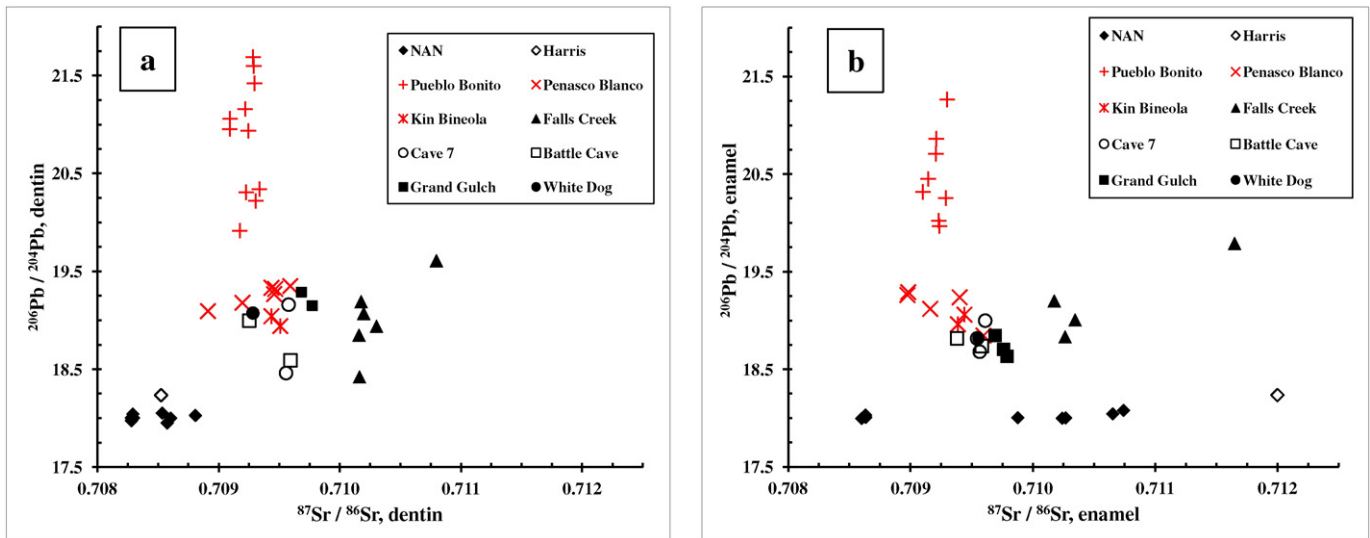 a
NAN Harris
Pueblo Bonito Penasco Blanco
Kin Bineola Falls Creek
Cave 7 Battle Cave
Grand Gulch White Dog
21.5
20.5
19.5
18.5
17.5
206Pb / 204Pb, dentin
0.708 0.709 0.710 0.711 0.712
87Sr / 86Sr, dentin
b
NAN Harris
Pueblo Bonito Penasco Blanco
Kin Bineola Falls Creek
Cave 7 Battle Cave
Grand Gulch White Dog
21.5
20.5
19.5
18.5
17.5
206Pb / 204Pb, enamel
0.708 0.709 0.710 0.711 0.712
87Sr / 86Sr, enamel